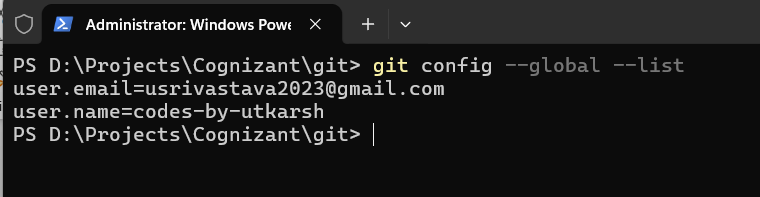 Administrator: Windows Powe
PS D:\Projects\Cognizant\git> git config --global --list
user.email=usrivastava2023@gmail.com
user.name=codes-by-utkarsh
PS D:\Projects\Cognizant\git>